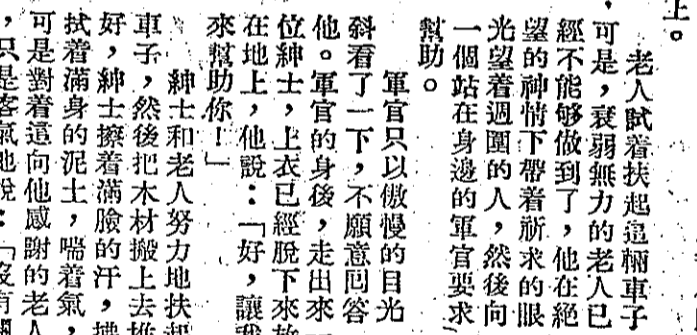 上。
老人試着扶起這輛車子
，可是，衰弱無力的老人已
經不能够做到了，他在絕
望的神情下帶着祈求的眼
光望着週圍的人，然後向
一個站在身邊的軍官要求
幫助。
軍官只以傲慢的目光
斜看了一下，不願意囘答
他。軍官的身後，走出來一
位紳士，上衣已經脫下來放
在地上，他說：「好，讓我
來幫助你！」
紳士和老人努力地扶起
車子，然後把木材搬上去推
好，紳士擦着滿臉的汗，拂
拭着滿身的泥土，喘着氣，
可是對着這向他感謝的老人
，只是客氣地說：「沒有